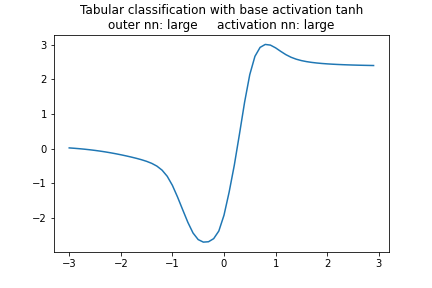 Tabular classification with base activation tanh
outer nn: large     activation nn: large
3
2
1
0
−1
−2
−3 −2 −1 0 1 2 3